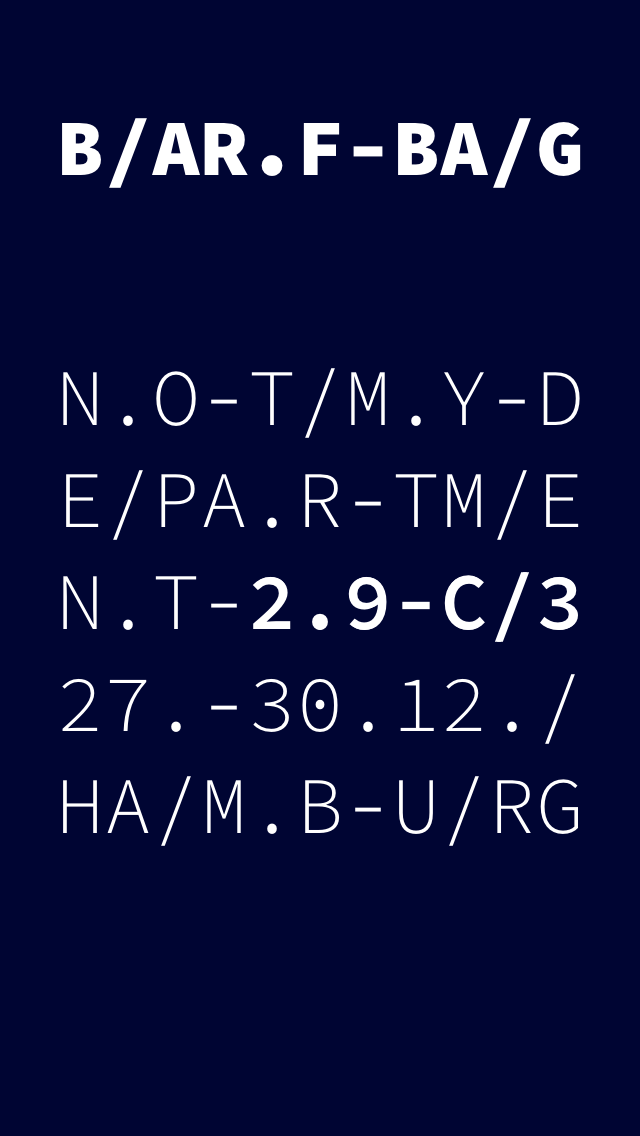 B/AR.F-BA/G
N.O-T/M.Y-D
E/PA.R-TM/E
N.T-2.9-C/3
27.-30.12./
HA/M.B-U/RG